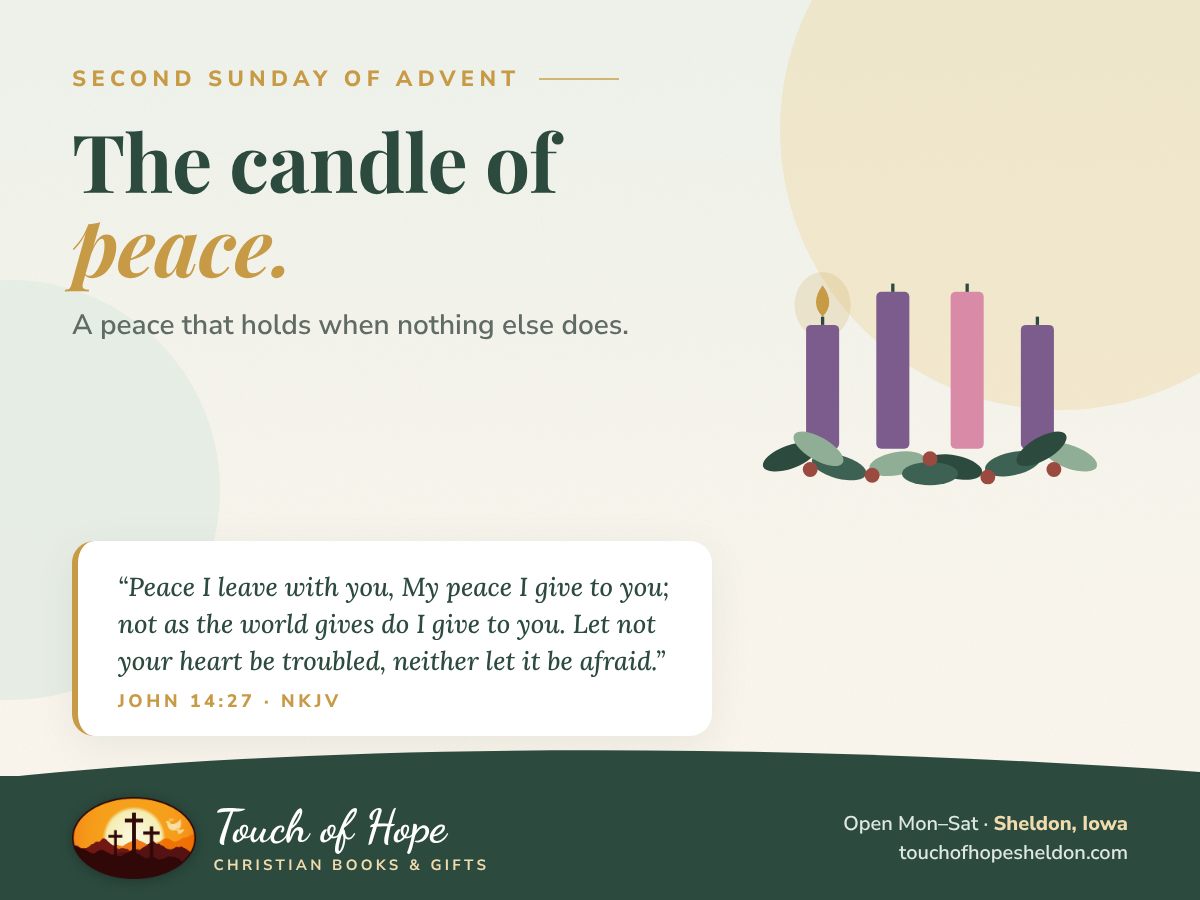 SECOND SUNDAY OF ADVENT
The candle of
peace.
A peace that holds when nothing else does.
“Peace I leave with you, My peace I give to you;
not as the world gives do I give to you. Let not
your heart be troubled, neither let it be afraid.”
JOHN 14:27 · NKJV
Touch of Hope
CHRISTIAN BOOKS & GIFTS
Open Mon–Sat · Sheldon, Iowa
touchofhopesheldon.com